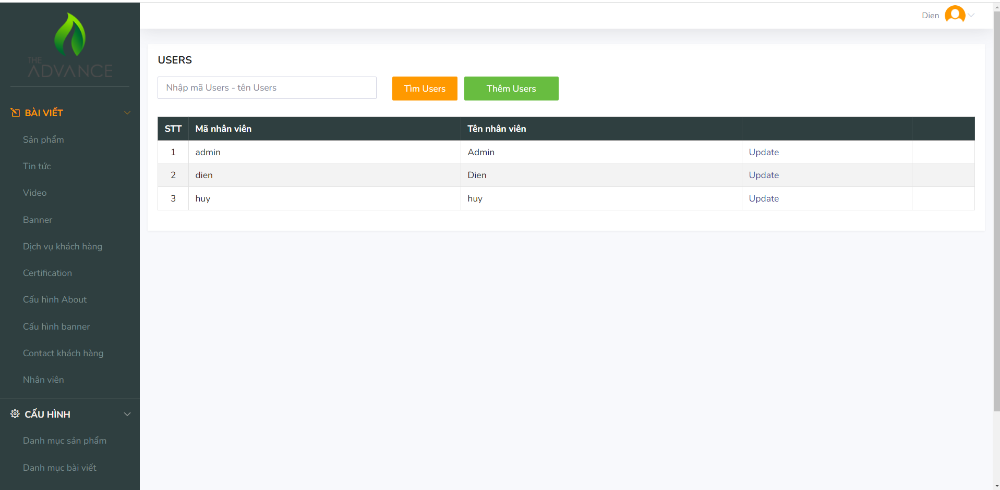 THE
ADVANCE
BÀI VIẾT
Sản phẩm
Tin tức
Video
Banner
Dịch vụ khách hàng
Certification
Cấu hình About
Cấu hình banner
Contact khách hàng
Nhân viên
CẤU HÌNH
Danh mục sản phẩm
Danh mục bài viết
Dien
USERS
Nhập mã Users - tên Users
Tìm Users
Thêm Users
STT Mã nhân viên Tên nhân viên
1 admin Admin Update
2 dien Dien Update
3 huy huy Update